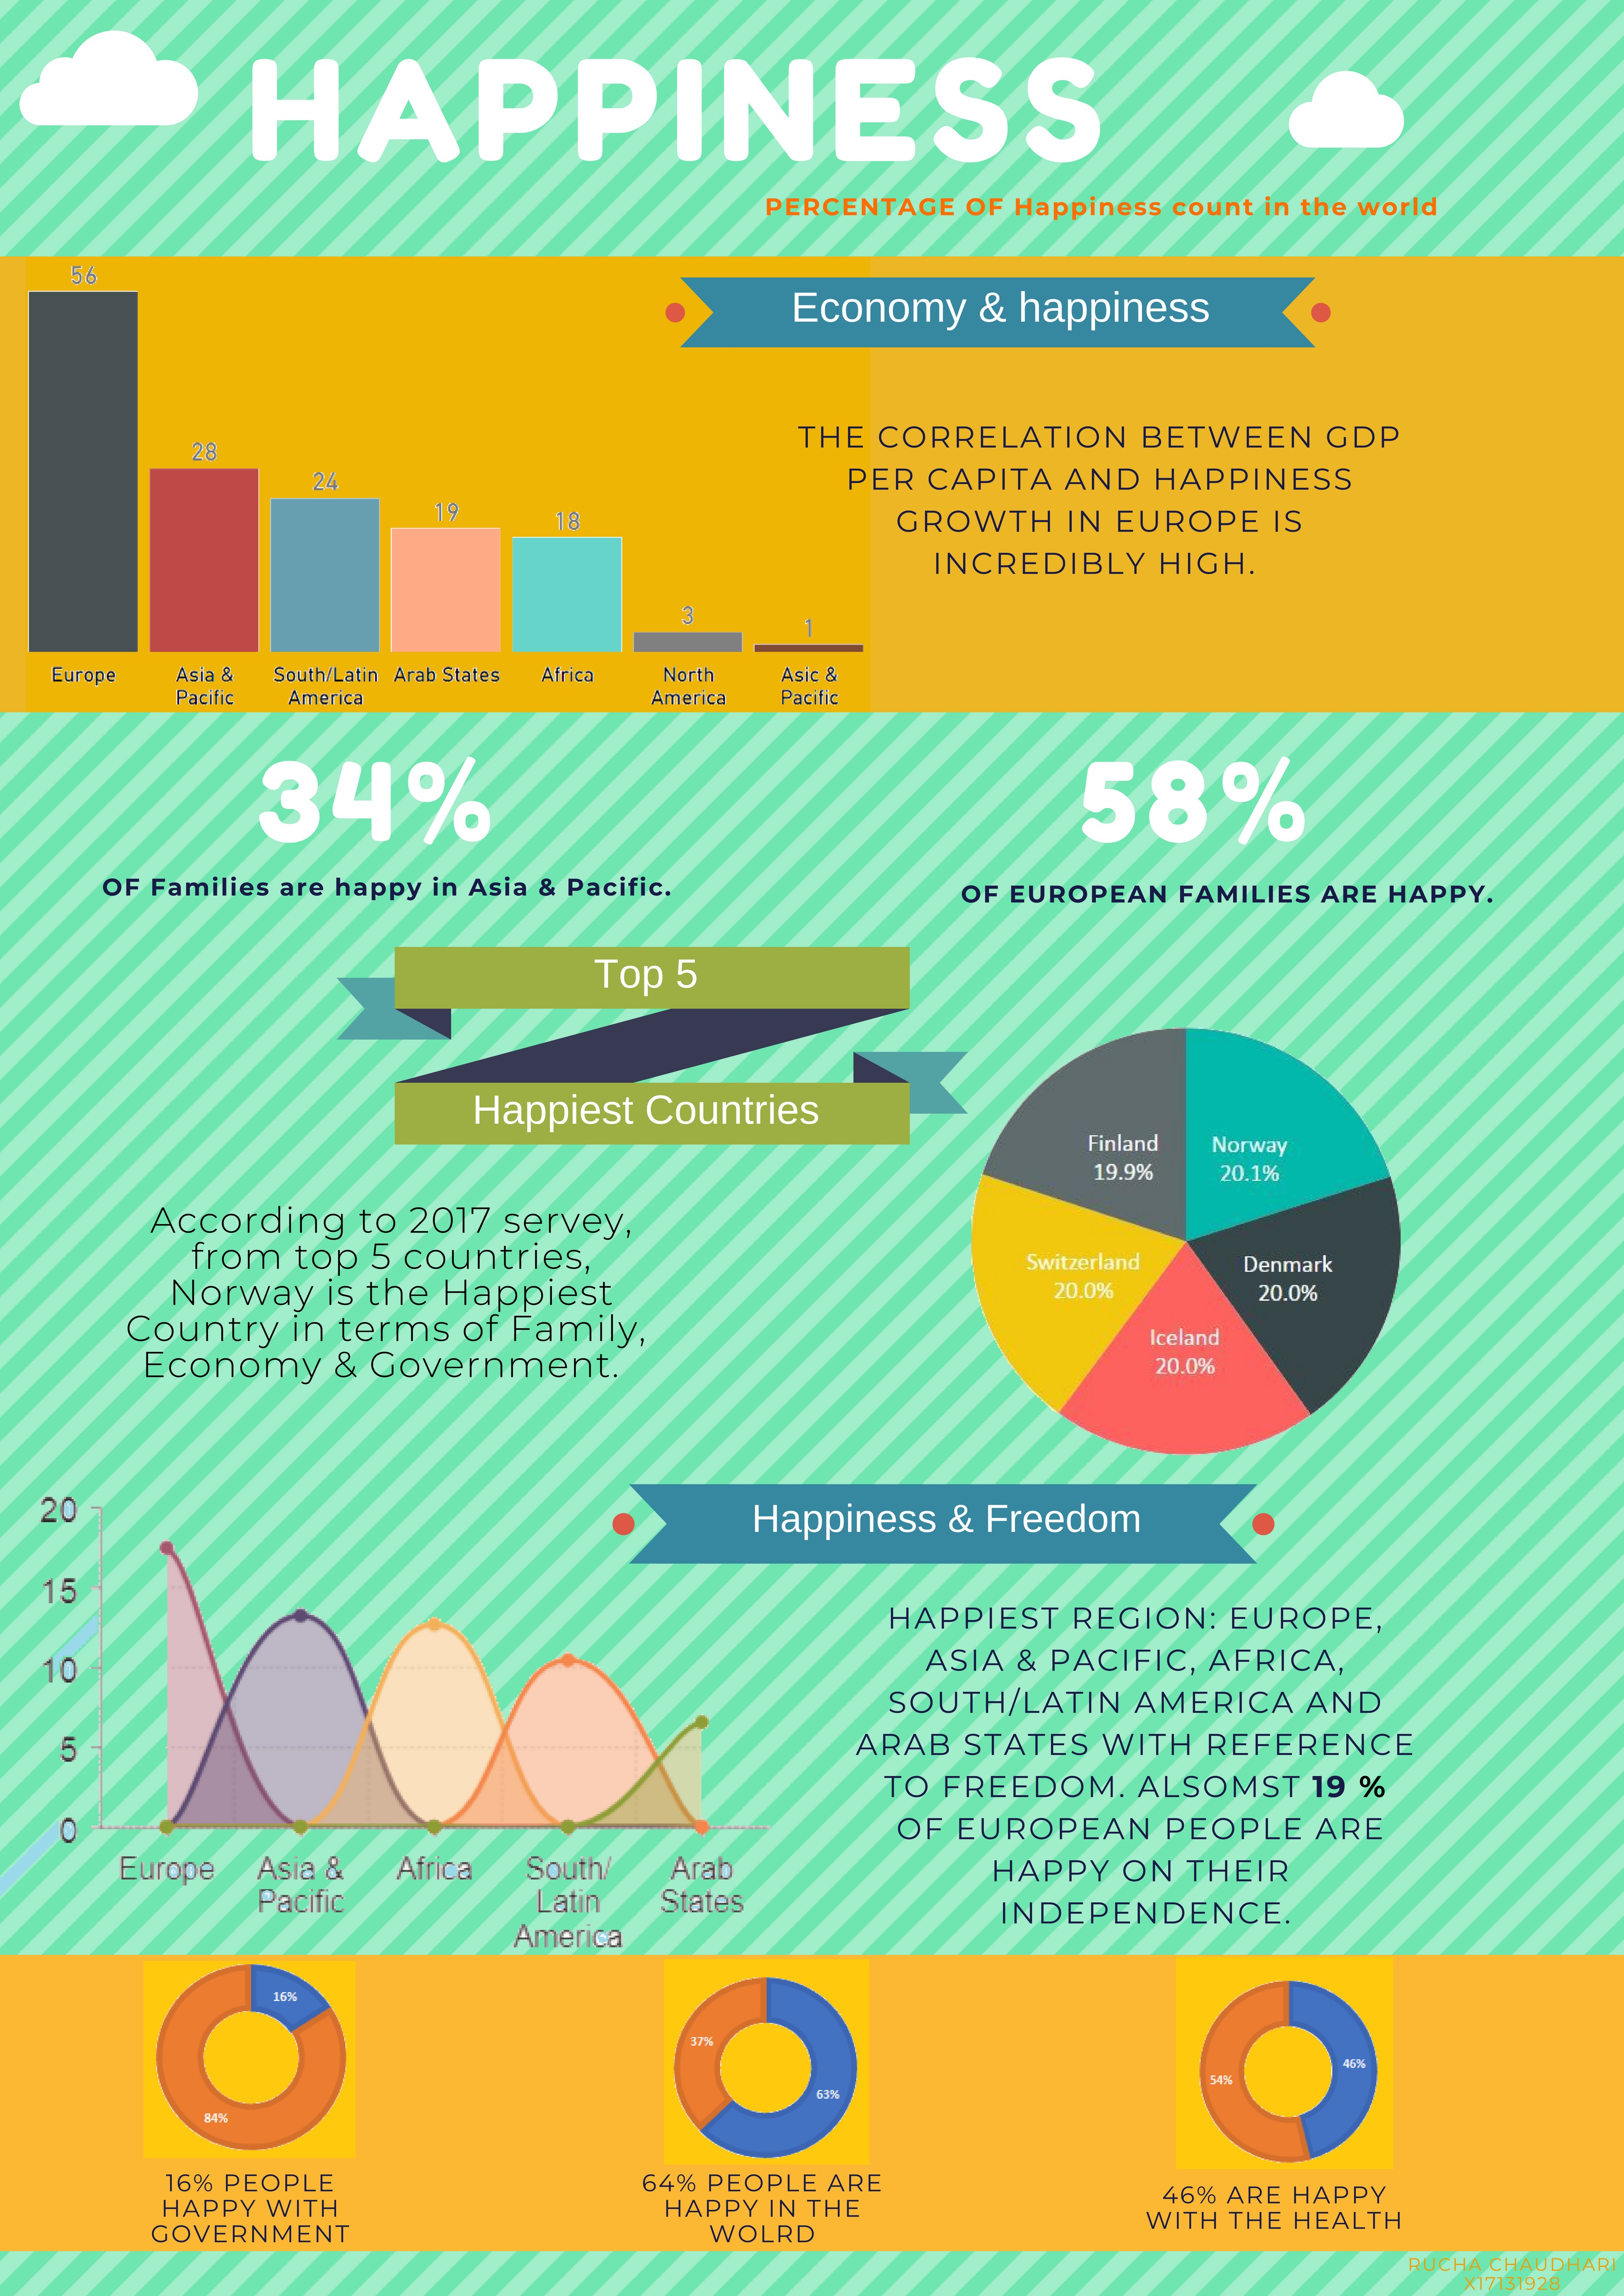 HAPPINESS
PERCENTAGE OF Happiness count in the world
56
28
24
19
18
3
1
Europe
Asia &
Pacific
South/Latin
America
Arab States
Africa
North
America
Asic &
Pacific
Economy & happiness
THE CORRELATION BETWEEN GDP
PER CAPITA AND HAPPINESS
GROWTH IN EUROPE IS
INCREDIBLY HIGH.
34%
OF Families are happy in Asia & Pacific.
58%
OF EUROPEAN FAMILIES ARE HAPPY.
Top 5
Happiest Countries
According to 2017 servey,
from top 5 countries,
Norway is the Happiest
Country in terms of Family,
Economy & Government.
Finland
19.9%
Norway
20.1%
Switzerland
20.0%
Denmark
20.0%
Iceland
20.0%
20
15
10
5
0
Europe
Asia &
Pacific
Africa
South/
Latin
America
Arab
States
Happiness & Freedom
HAPPIEST REGION: EUROPE,
ASIA & PACIFIC, AFRICA,
SOUTH/LATIN AMERICA AND
ARAB STATES WITH REFERENCE
TO FREEDOM. ALSOMST 19 %
OF EUROPEAN PEOPLE ARE
HAPPY ON THEIR
INDEPENDENCE.
16%
84%
16% PEOPLE
HAPPY WITH
GOVERNMENT
37%
63%
64% PEOPLE ARE
HAPPY IN THE
WOLRD
46%
54%
46% ARE HAPPY
WITH THE HEALTH
RUCHA CHAUDHARI
X17131928